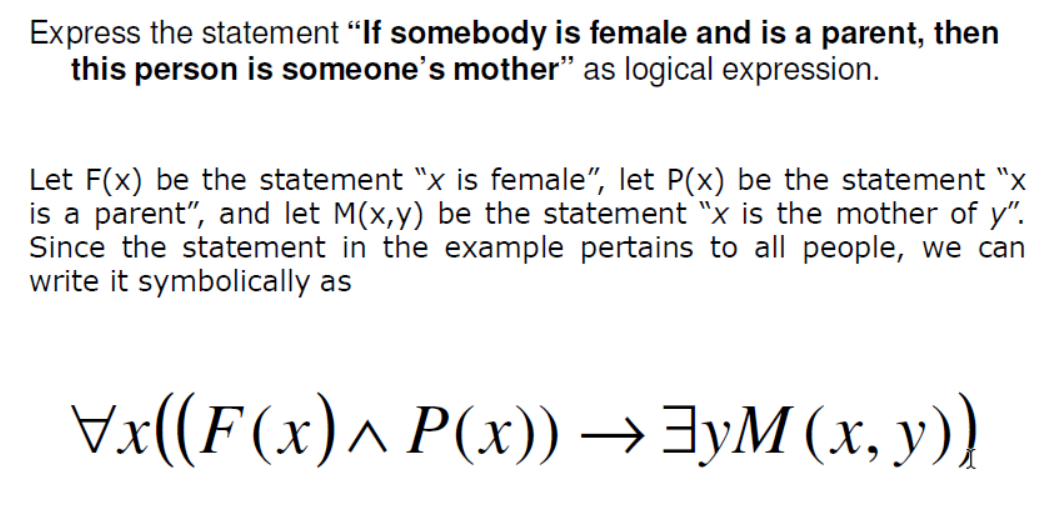 Express the statement “If somebody is female and is a parent, then
this person is someone’s mother” as logical expression.
Let F(x) be the statement “x is female”, let P(x) be the statement “x
is a parent”, and let M(x,y) be the statement “x is the mother of y”.
Since the statement in the example pertains to all people, we can
write it symbolically as
∀x((F(x)∧ P(x)) → ∃yM(x, y))